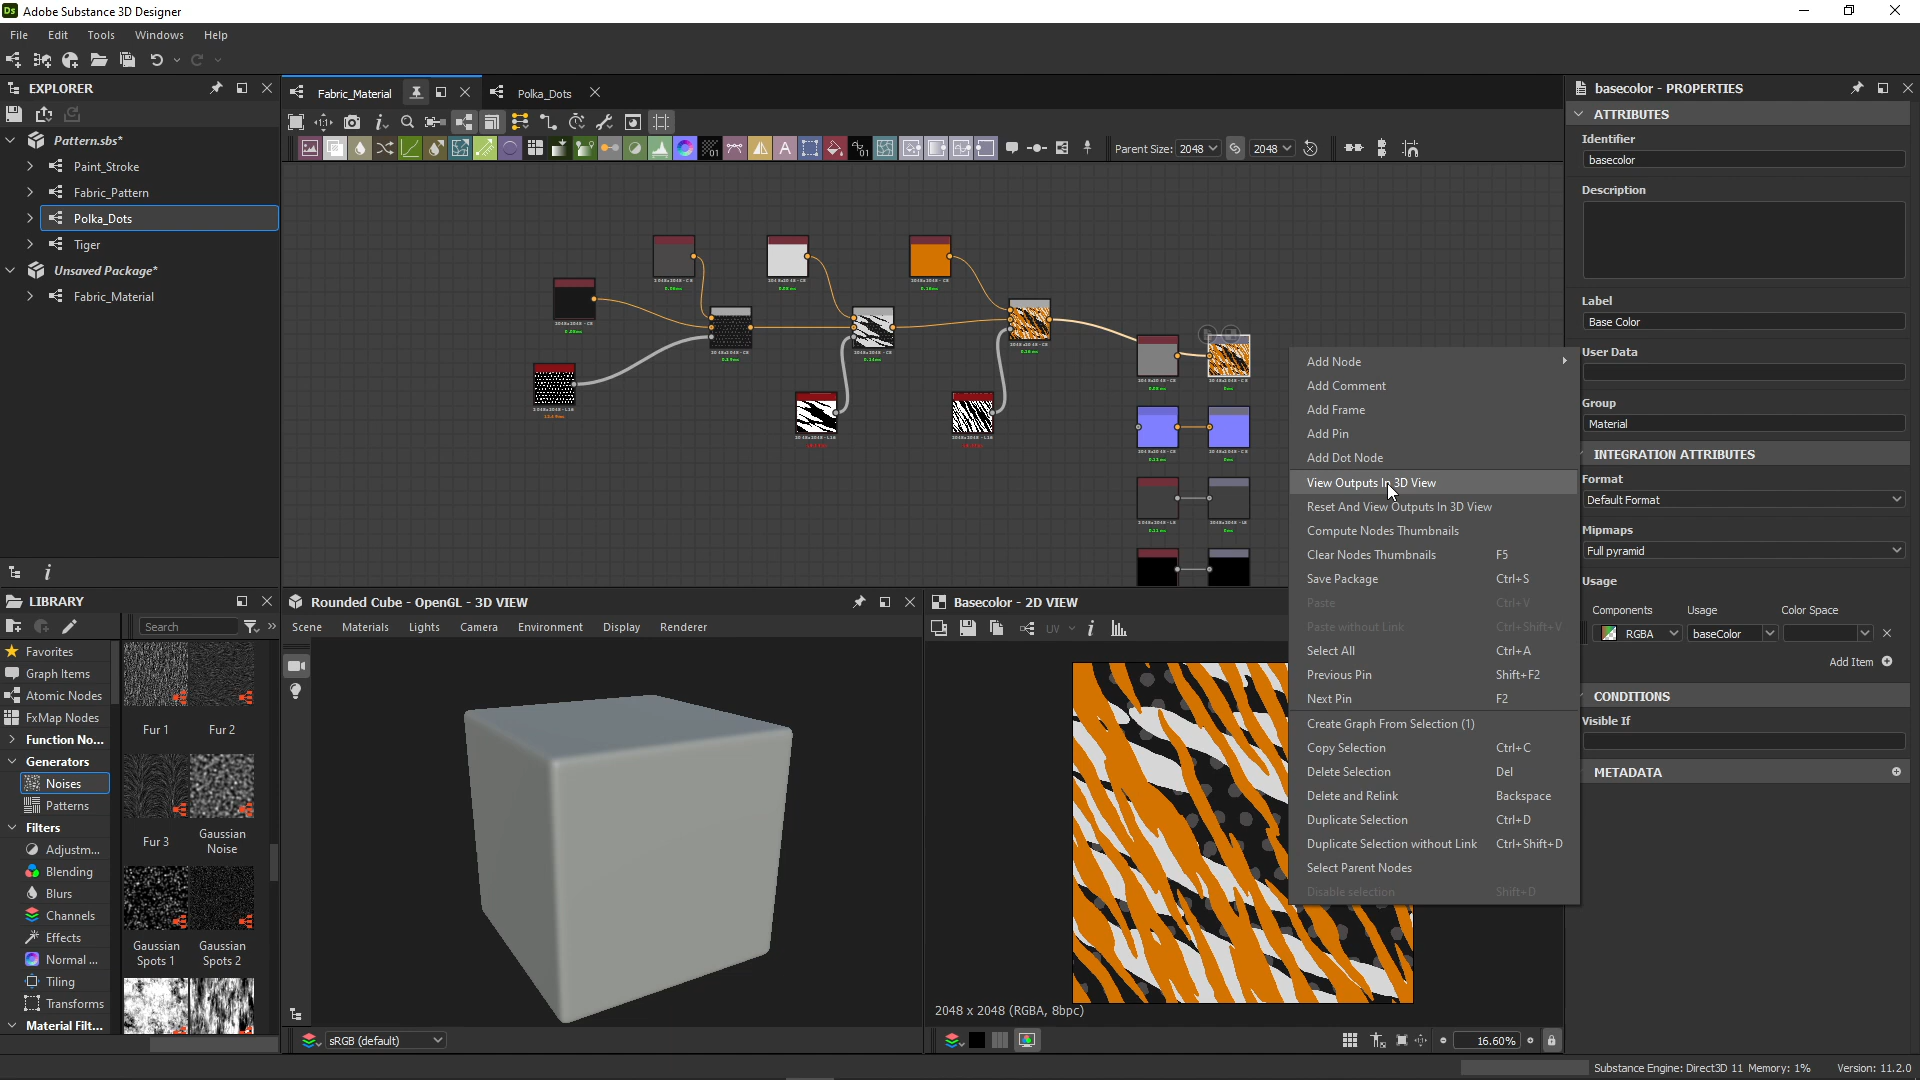 Ds Adobe Substance 3D Designer
File Edit Tools Windows Help
EXPLORER
Pattern.sbs*
Paint_Stroke
Fabric_Pattern
Polka_Dots
Tiger
Unsaved Package*
Fabric_Material
Fabric_Material Polka_Dots
Parent Size: 2048 2048
Add Node
Add Comment
Add Frame
Add Pin
Add Dot Node
View Outputs In 3D View
Reset And View Outputs In 3D View
Compute Nodes Thumbnails
Clear Nodes Thumbnails F5
Save Package Ctrl+S
Paste Ctrl+V
Paste without Link Ctrl+Shift+V
Select All Ctrl+A
Previous Pin Shift+F2
Next Pin F2
Create Graph From Selection (1)
Copy Selection Ctrl+C
Delete Selection Del
Delete and Relink Backspace
Duplicate Selection Ctrl+D
Duplicate Selection without Link Ctrl+Shift+D
Select Parent Nodes
Disable selection Shift+D
basecolor - PROPERTIES
ATTRIBUTES
Identifier
basecolor
Description
Label
Base Color
User Data
Group
Material
INTEGRATION ATTRIBUTES
Format
Default Format
Mipmaps
Full pyramid
Usage
Components Usage Color Space
RGBA baseColor
Add Item
CONDITIONS
Visible If
METADATA
LIBRARY
Search
Favorites
Graph Items
Atomic Nodes
FxMap Nodes
Function No...
Generators
Noises
Patterns
Filters
Adjustm...
Blending
Blurs
Channels
Effects
Normal ...
Tiling
Transforms
Material Filt...
Fur 1 Fur 2
Fur 3 Gaussian Noise
Gaussian Spots 1 Gaussian Spots 2
Rounded Cube - OpenGL - 3D VIEW
Scene Materials Lights Camera Environment Display Renderer
sRGB (default)
Basecolor - 2D VIEW
UV
2048 x 2048 (RGBA, 8bpc)
16.60%
Substance Engine: Direct3D 11 Memory: 1% Version: 11.2.0